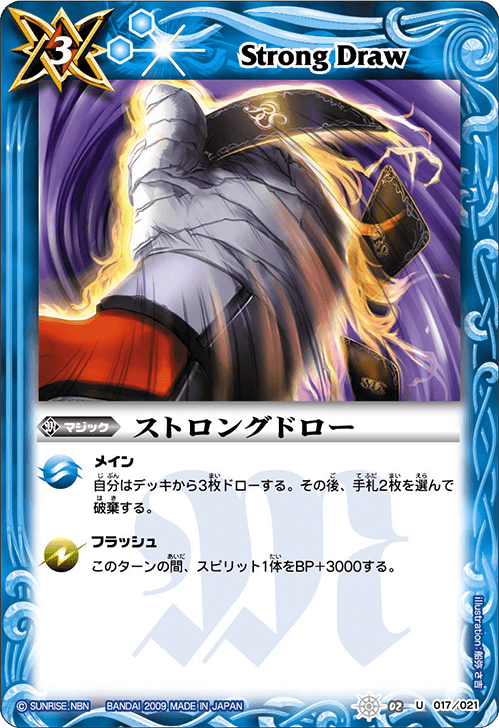 3
Strong Draw
マジック ストロングドロー
メイン
自分はデッキから3枚ドローする。その後、手札2枚を選んで
破棄する。
フラッシュ
このターンの間、スピリット1体をBP+3000する。
illustration:船弥さ吉
© SUNRISE, NBN BANDAI 2009 MADE IN JAPAN 02 U 017/021